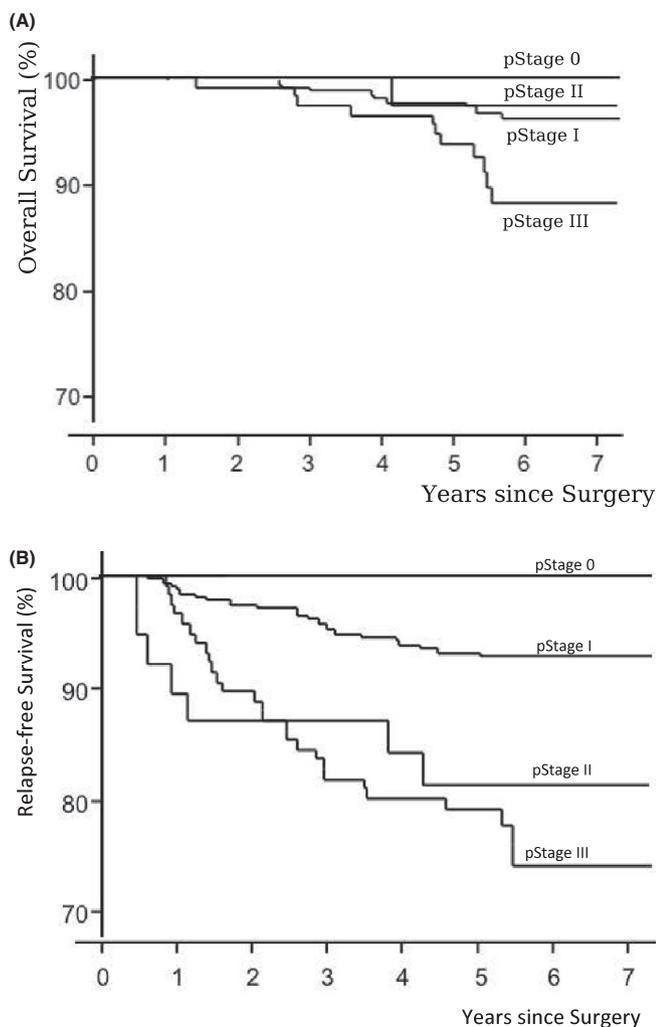 (A)
Overall Survival (%)
100
90
80
70
pStage 0
pStage II
pStage I
pStage III
0 1 2 3 4 5 6 7
Years since Surgery
(B)
Relapse-free Survival (%)
100
90
80
70
pStage 0
pStage I
pStage II
pStage III
0 1 2 3 4 5 6 7
Years since Surgery